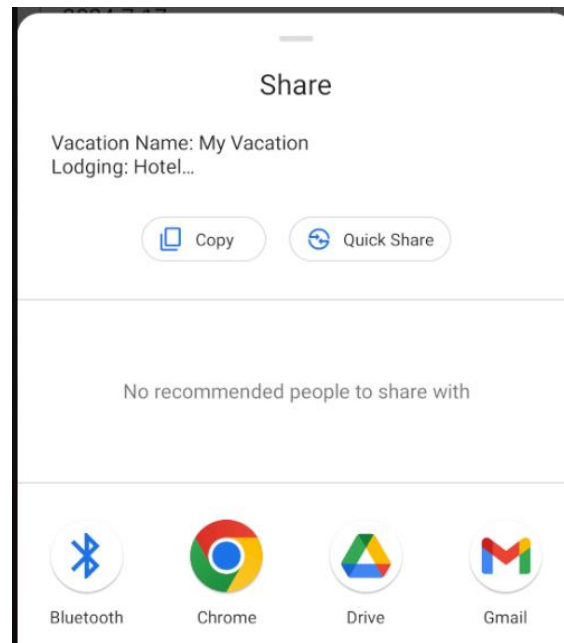 Share
Vacation Name: My Vacation
Lodging: Hotel…
Copy
Quick Share
No recommended people to share with
Bluetooth
Chrome
Drive
Gmail